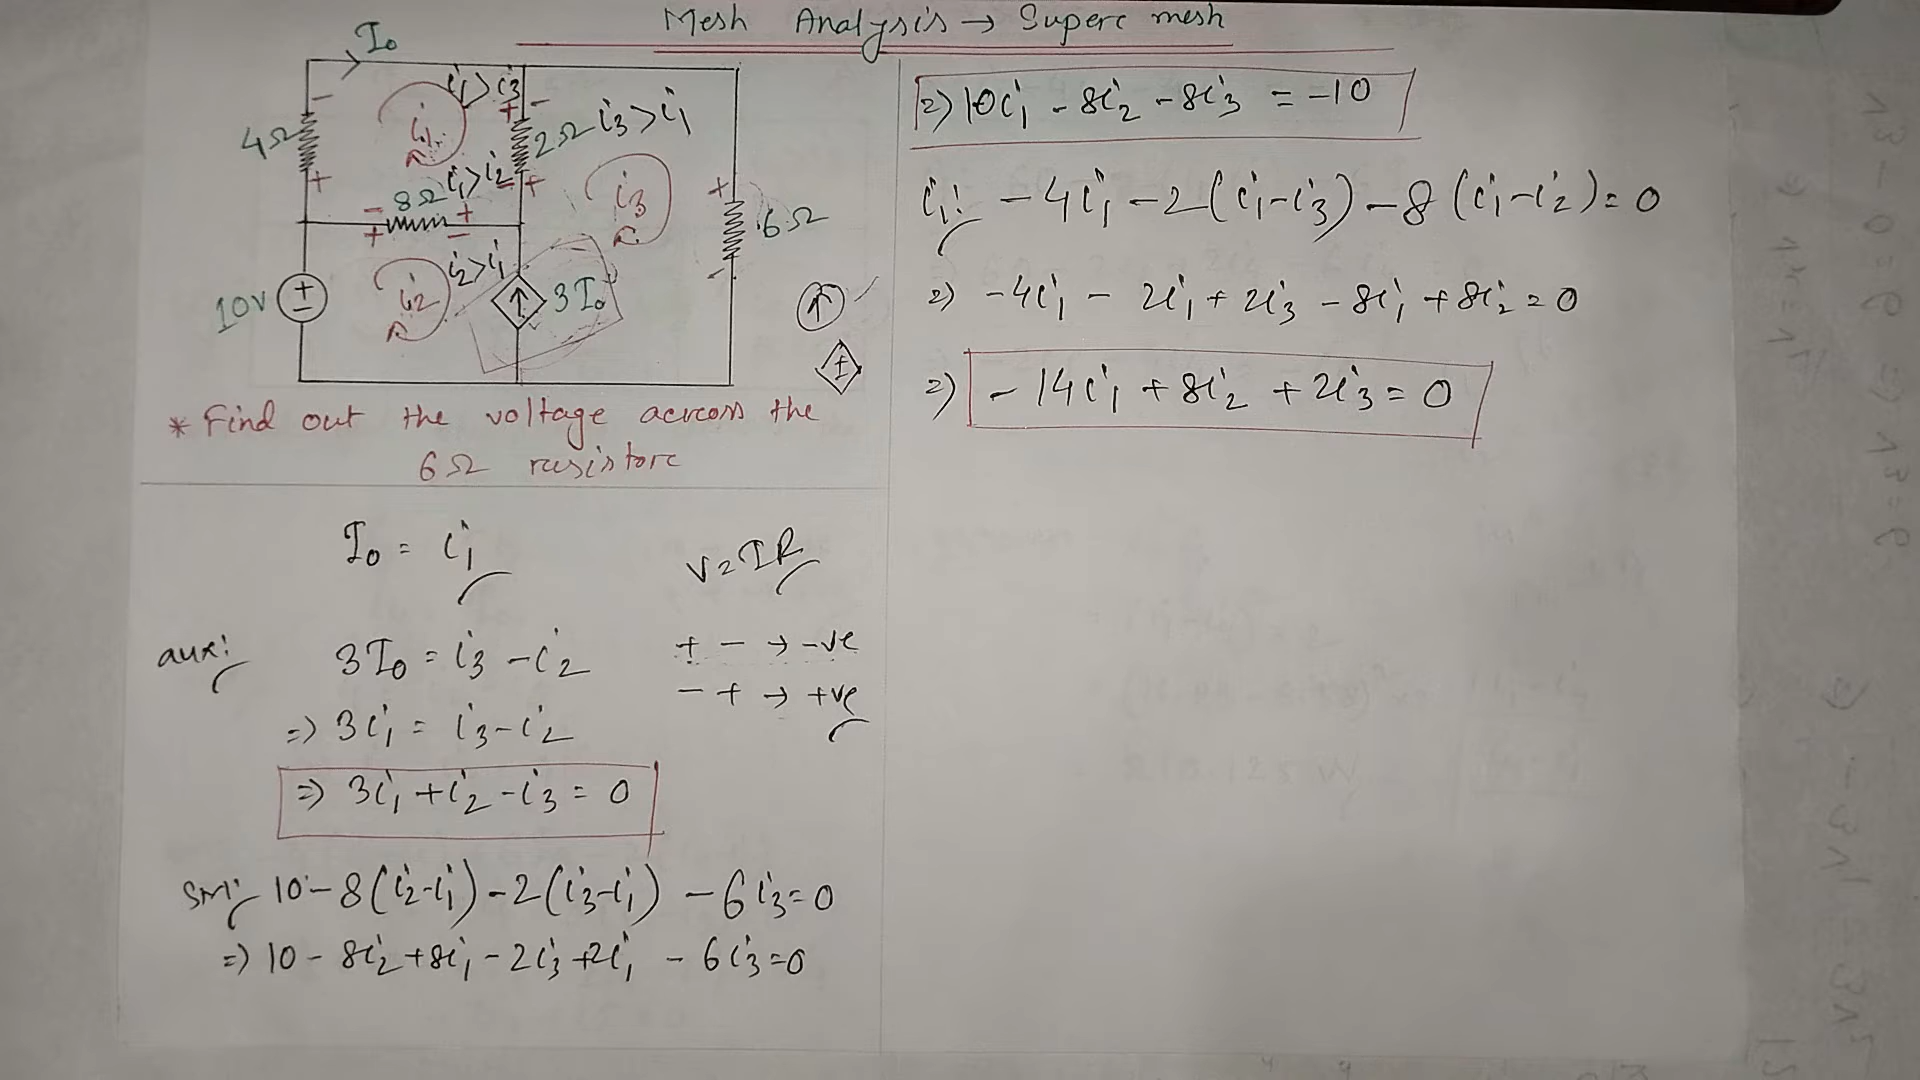 Mesh Analysis → Superc mesh
I₀
i₁>i₃
4Ω
i₁
2Ω
i₃>i₁
i₁>i₂
8Ω
i₃
6Ω
i₂>i₁
10V
i₂
3I₀
* Find out the voltage across the
6Ω resistorc
I₀ = i₁
V=IR
aux:
3I₀ = i₃ - i₂
+ - → -ve
- + → +ve
=> 3i₁ = i₃-i₂
=> 3i₁ + i₂ - i₃ = 0
SM: 10 - 8(i₂-i₁) - 2(i₃-i₁) - 6i₃=0
=> 10 - 8i₂ + 8i₁ - 2i₃ + 2i₁ - 6i₃=0
=> 10i₁ - 8i₂ - 8i₃ = -10
i₁: -4i₁ - 2(i₁-i₃) - 8(i₁-i₂) = 0
=> -4i₁ - 2i₁ + 2i₃ - 8i₁ + 8i₂ = 0
=> -14i₁ + 8i₂ + 2i₃ = 0